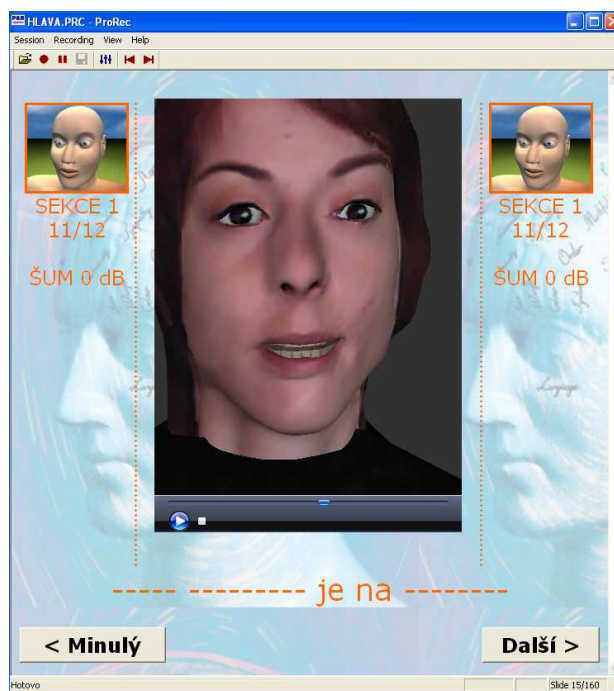 HLAVA.PRC - ProRec
Session Recording View Help
SEKCE 1
11/12
ŠUM 0 dB
SEKCE 1
11/12
ŠUM 0 dB
Language
----- --------- je na --------
< Minulý
Další >
Hotovo
Slide 15/160